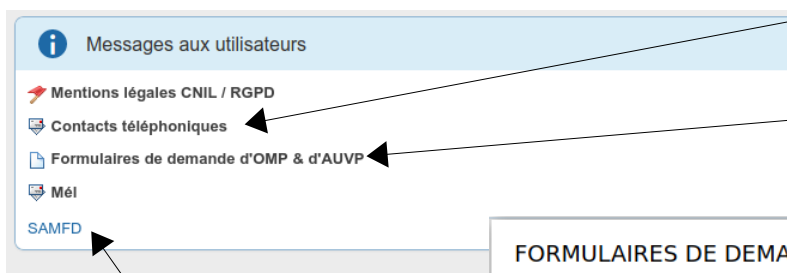 Messages aux utilisateurs
Mentions légales CNIL / RGPD
Contacts téléphoniques
Formulaires de demande d'OMP & d'AUVP
Mél
SAMFD
FORMULAIRES DE DEMA